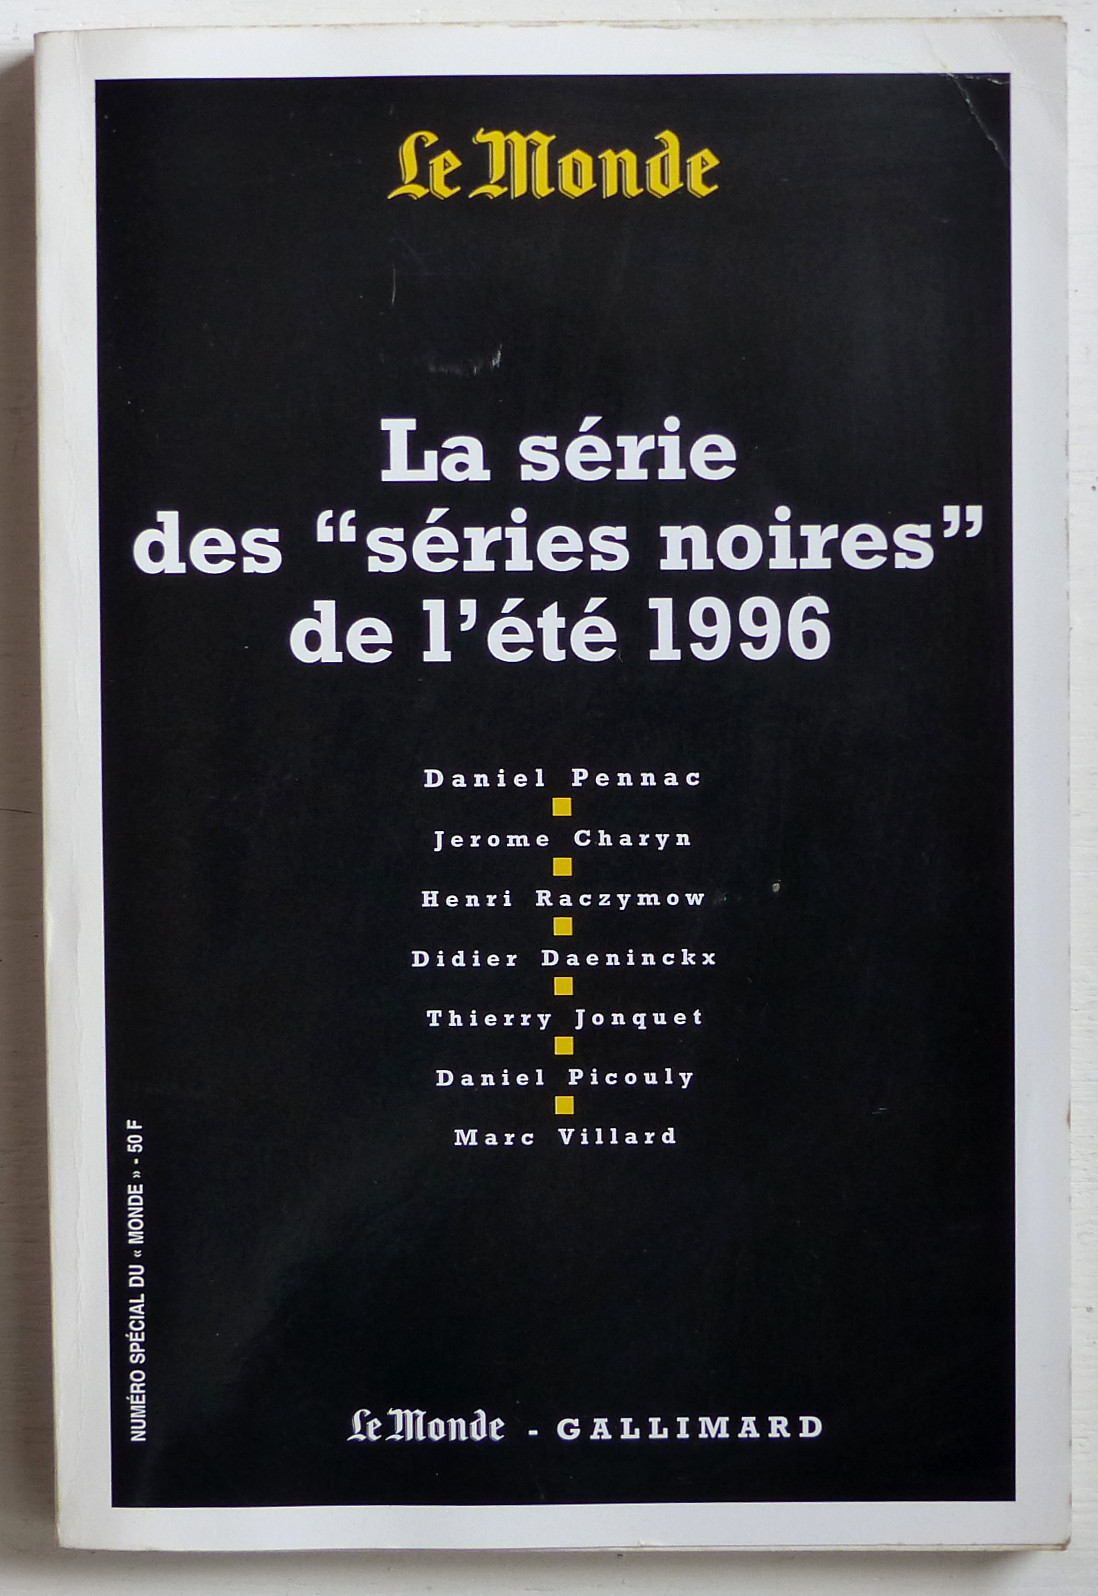 Le Monde
La série
des “séries noires”
de l’été 1996
Daniel Pennac
Jerome Charyn
Henri Raczymow
Didier Daeninckx
Thierry Jonquet
Daniel Picouly
Marc Villard
NUMÉRO SPÉCIAL DU « MONDE » - 50 F
Le Monde - GALLIMARD